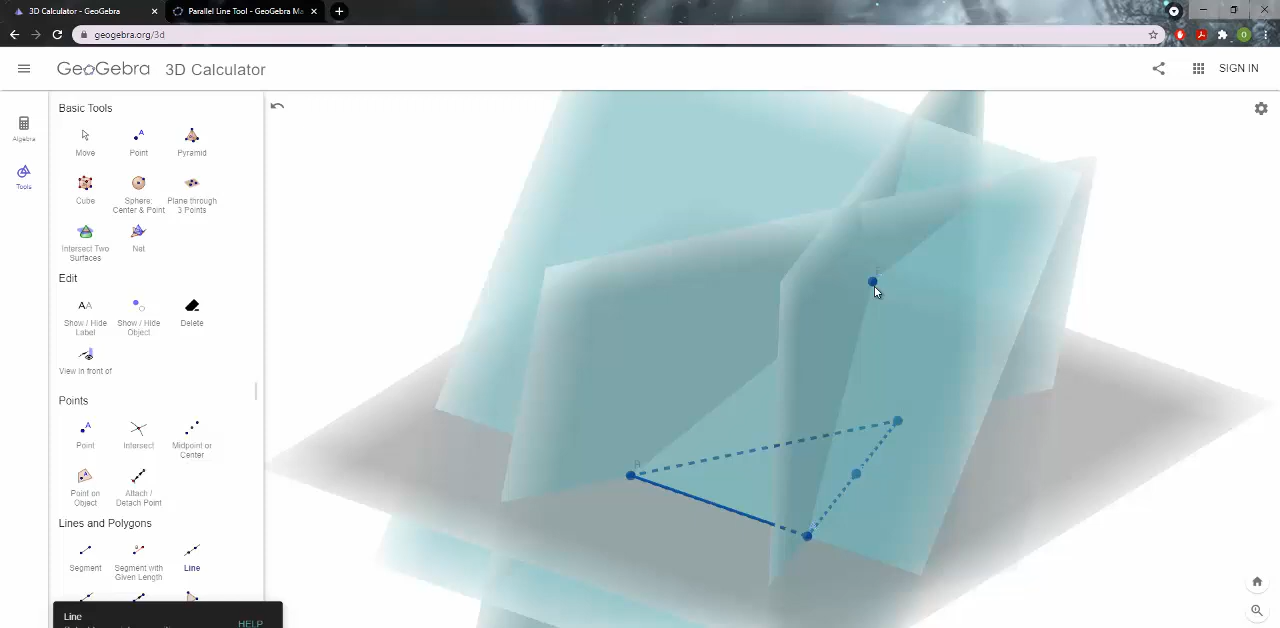 3D Calculator - GeoGebra
Parallel Line Tool - GeoGebra Ma
geogebra.org/3d
GeoGebra 3D Calculator
SIGN IN
Algebra
Tools
Basic Tools
Move
Point
Pyramid
Cube
Sphere: Center & Point
Plane through 3 Points
Intersect Two Surfaces
Net
Edit
Show / Hide Label
Show / Hide Object
Delete
View in front of
Points
Point
Intersect
Midpoint or Center
Point on Object
Attach / Detach Point
Lines and Polygons
Segment
Segment with Given Length
Line
Line
HELP